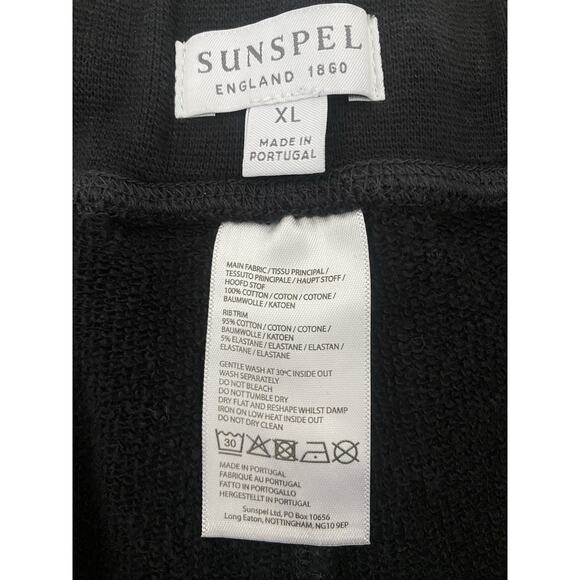 SUNSPEL
ENGLAND 1860
XL
MADE IN
PORTUGAL
MAIN FABRIC / TISSU PRINCIPAL /
TESSUTO PRINCIPALE / HAUPT STOFF /
HOOFD STOF
100% COTTON / COTON / COTONE /
BAUMWOLLE / KATOEN
RIB TRIM
95% COTTON / COTON / COTONE /
BAUMWOLLE / KATOEN
5% ELASTANE / ELASTANE / ELASTAN /
ELASTANE / ELASTANE
GENTLE WASH AT 30ºC INSIDE OUT
WASH SEPARATELY
DO NOT BLEACH
DO NOT TUMBLE DRY
DRY FLAT AND RESHAPE WHILST DAMP
IRON ON LOW HEAT INSIDE OUT
DO NOT DRY CLEAN
30
MADE IN PORTUGAL
FABRIQUÉ AU PORTUGAL
FATTO IN PORTOGALLO
HERGESTELLT IN PORTUGAL
Sunspel Ltd, PO Box 10656
Long Eaton, NOTTINGHAM, NG10 9EP